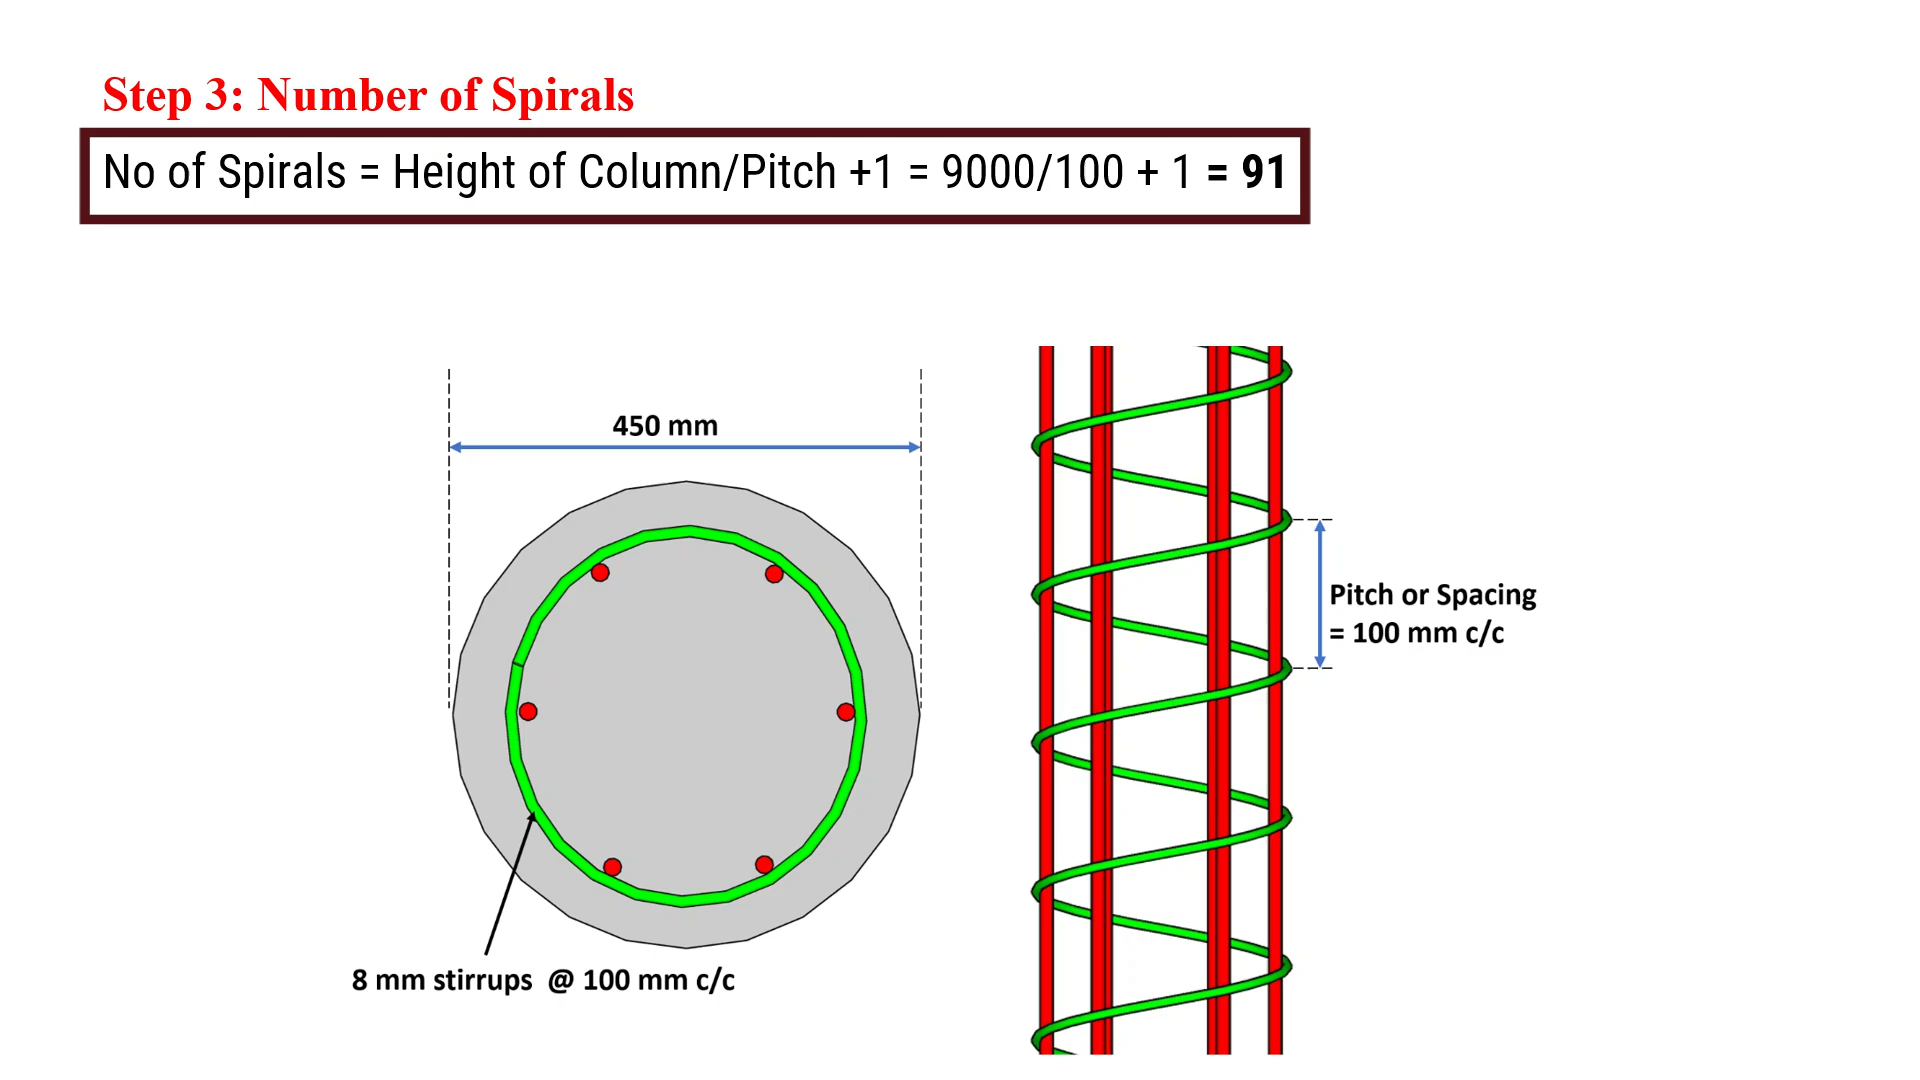 Step 3: Number of Spirals
No of Spirals = Height of Column/Pitch +1 = 9000/100 + 1 = 91
450 mm
Pitch or Spacing
= 100 mm c/c
8 mm stirrups @ 100 mm c/c